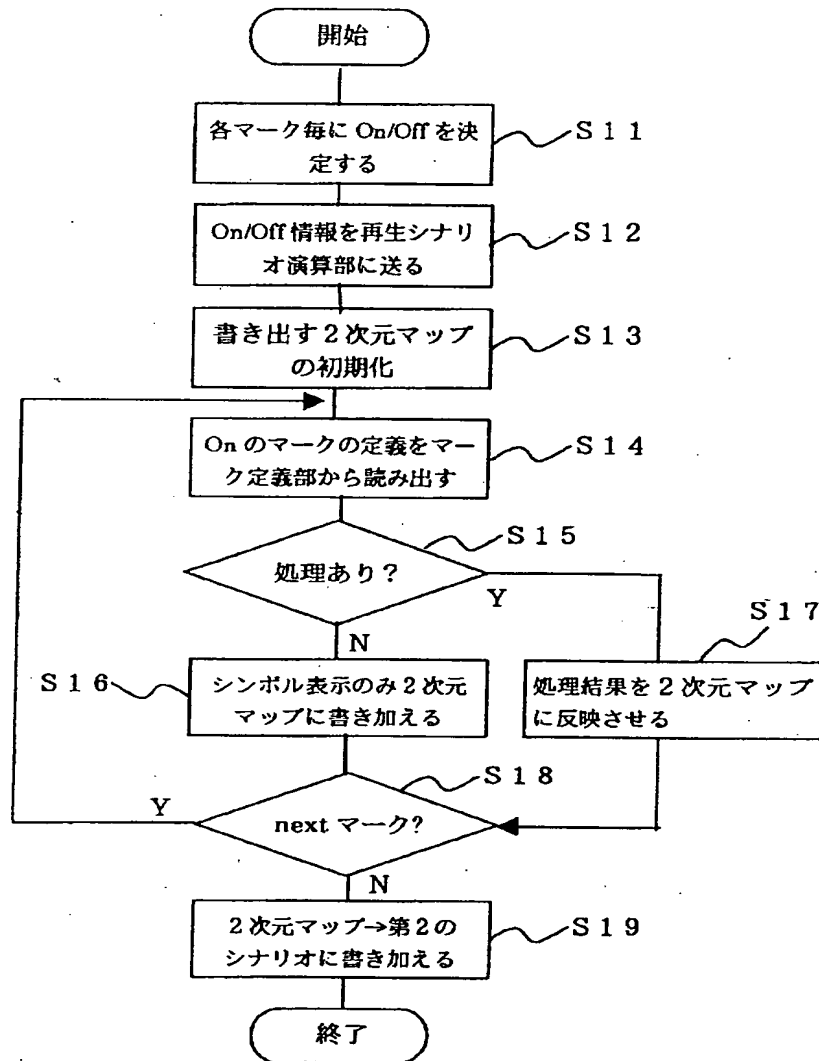 開始
各マーク毎に On/Off を決
定する
S11
On/Off 情報を再生シナリ
オ演算部に送る
S12
書き出す2次元マップ
の初期化
S13
On のマークの定義をマー
ク定義部から読み出す
S14
処理あり?
S15
Y
N
S16
シンボル表示のみ2次元
マップに書き加える
S17
処理結果を2次元マップ
に反映させる
S18
next マーク?
Y
N
2次元マップ→第2の
シナリオに書き加える
S19
終了